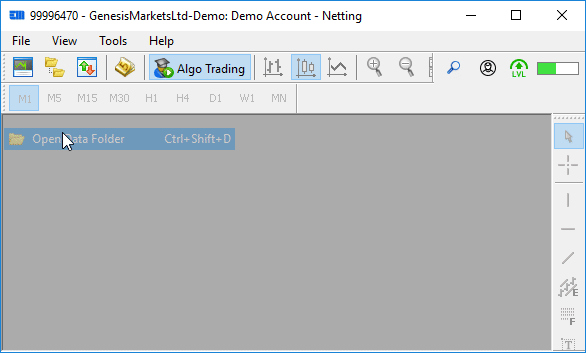 99996470 - GenesisMarketsLtd-Demo: Demo Account - Netting
File View Tools Help
Algo Trading LVL
M1 M5 M15 M30 H1 H4 D1 W1 MN
Open Data Folder Ctrl+Shift+D
E
F
T